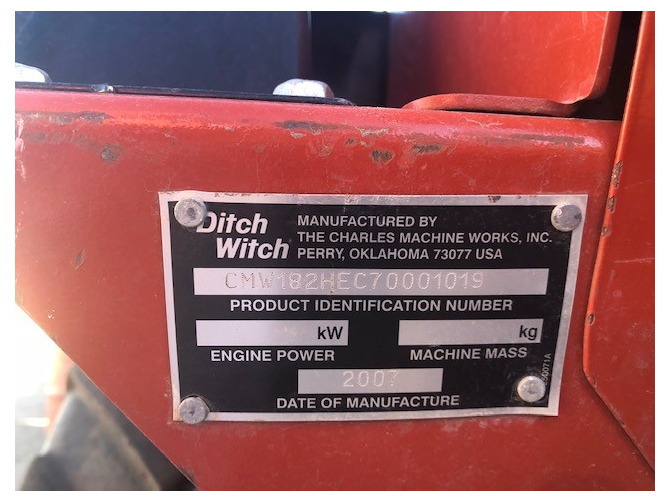 Ditch
Witch
MANUFACTURED BY
THE CHARLES MACHINE WORKS, INC.
PERRY, OKLAHOMA 73077 USA
CMW182HEC70001019
PRODUCT IDENTIFICATION NUMBER
kW
kg
ENGINE POWER
MACHINE MASS
2007
DATE OF MANUFACTURE